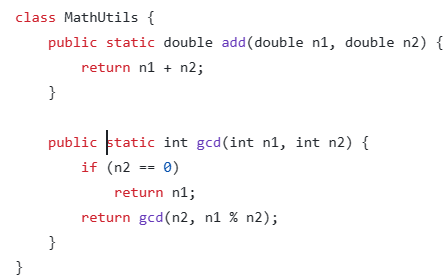 class MathUtils {
    public static double add(double n1, double n2) {
        return n1 + n2;
    }

    public static int gcd(int n1, int n2) {
        if (n2 == 0)
            return n1;
        return gcd(n2, n1 % n2);
    }
}